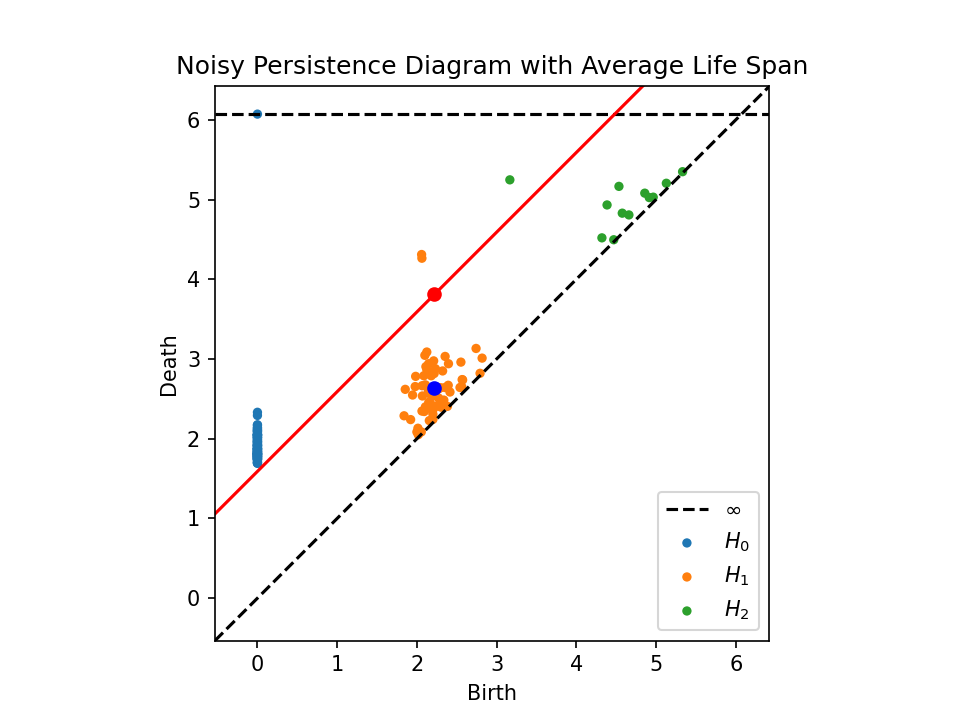 Noisy Persistence Diagram with Average Life Span
6
5
4
3
2
1
0
Death
∞
H₀
H₁
H₂
0 1 2 3 4 5 6
Birth